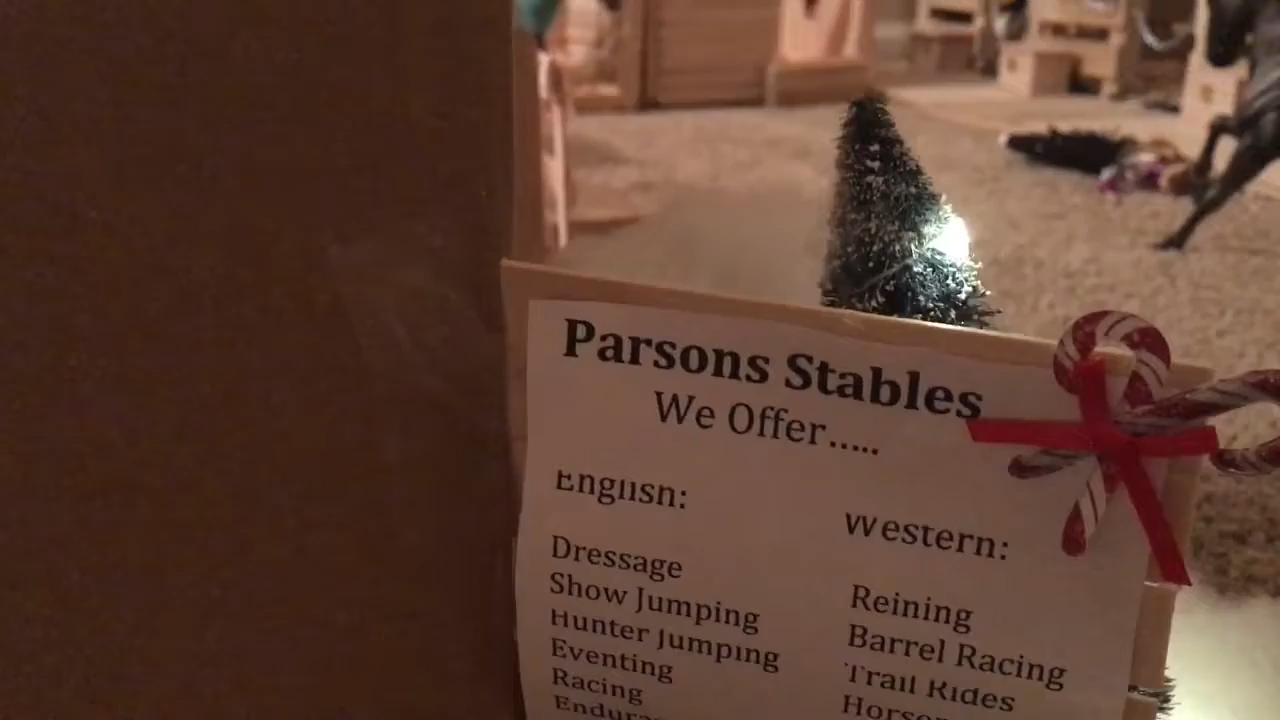 Parsons Stables
We Offer.....
English:
Western:
Dressage
Show Jumping
Hunter Jumping
Eventing
Racing
Reining
Barrel Racing
Trail Rides